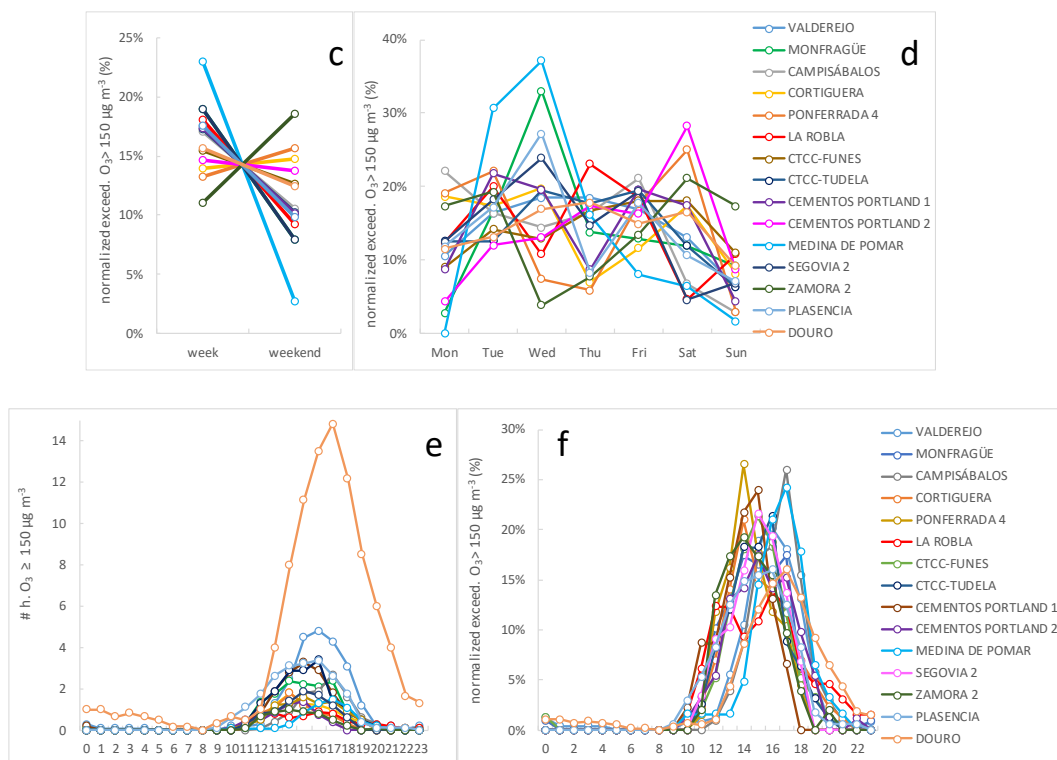 c
normalized exceed. O3> 150 µg m-3 (%)
25%
20%
15%
10%
5%
0%
week weekend
d
normalized exceed. O3> 150 µg m-3 (%)
40%
30%
20%
10%
0%
Mon Tue Wed Thu Fri Sat Sun
VALDEREJO
MONFRAGÜE
CAMPISÁBALOS
CORTIGUERA
PONFERRADA 4
LA ROBLA
CTCC-FUNES
CTCC-TUDELA
CEMENTOS PORTLAND 1
CEMENTOS PORTLAND 2
MEDINA DE POMAR
SEGOVIA 2
ZAMORA 2
PLASENCIA
DOURO
e
# h. O3 ≥ 150 µg m-3
14
12
10
8
6
4
2
0
0 1 2 3 4 5 6 7 8 9 10 11 12 13 14 15 16 17 18 19 20 21 22 23
f
normalized exceed. O3> 150 µg m-3 (%)
30%
25%
20%
15%
10%
5%
0%
0 2 4 6 8 10 12 14 16 18 20 22
VALDEREJO
MONFRAGÜE
CAMPISÁBALOS
CORTIGUERA
PONFERRADA 4
LA ROBLA
CTCC-FUNES
CTCC-TUDELA
CEMENTOS PORTLAND 1
CEMENTOS PORTLAND 2
MEDINA DE POMAR
SEGOVIA 2
ZAMORA 2
PLASENCIA
DOURO